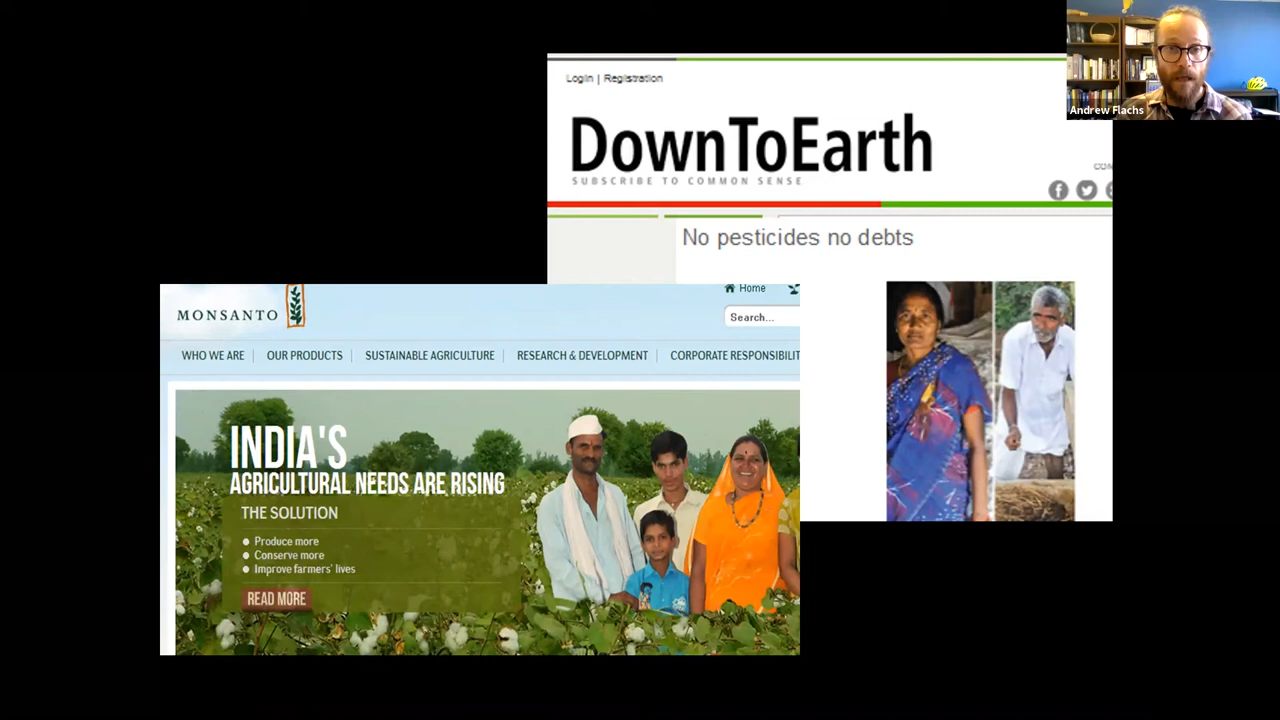 Andrew Flachs
Login | Registration
DownToEarth
SUBSCRIBE TO COMMON SENSE
No pesticides no debts
MONSANTO
Home
Search...
WHO WE ARE
OUR PRODUCTS
SUSTAINABLE AGRICULTURE
RESEARCH & DEVELOPMENT
CORPORATE RESPONSIBILIT
INDIA'S
AGRICULTURAL NEEDS ARE RISING
THE SOLUTION
Produce more
Conserve more
Improve farmers' lives
READ MORE